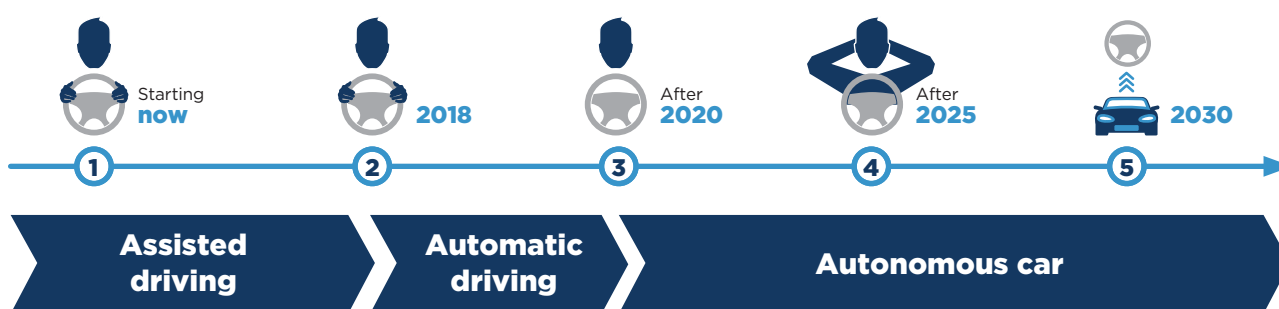 Starting
now
2018
After
2020
After
2025
2030
1
2
3
4
5
Assisted
driving
Automatic
driving
Autonomous car